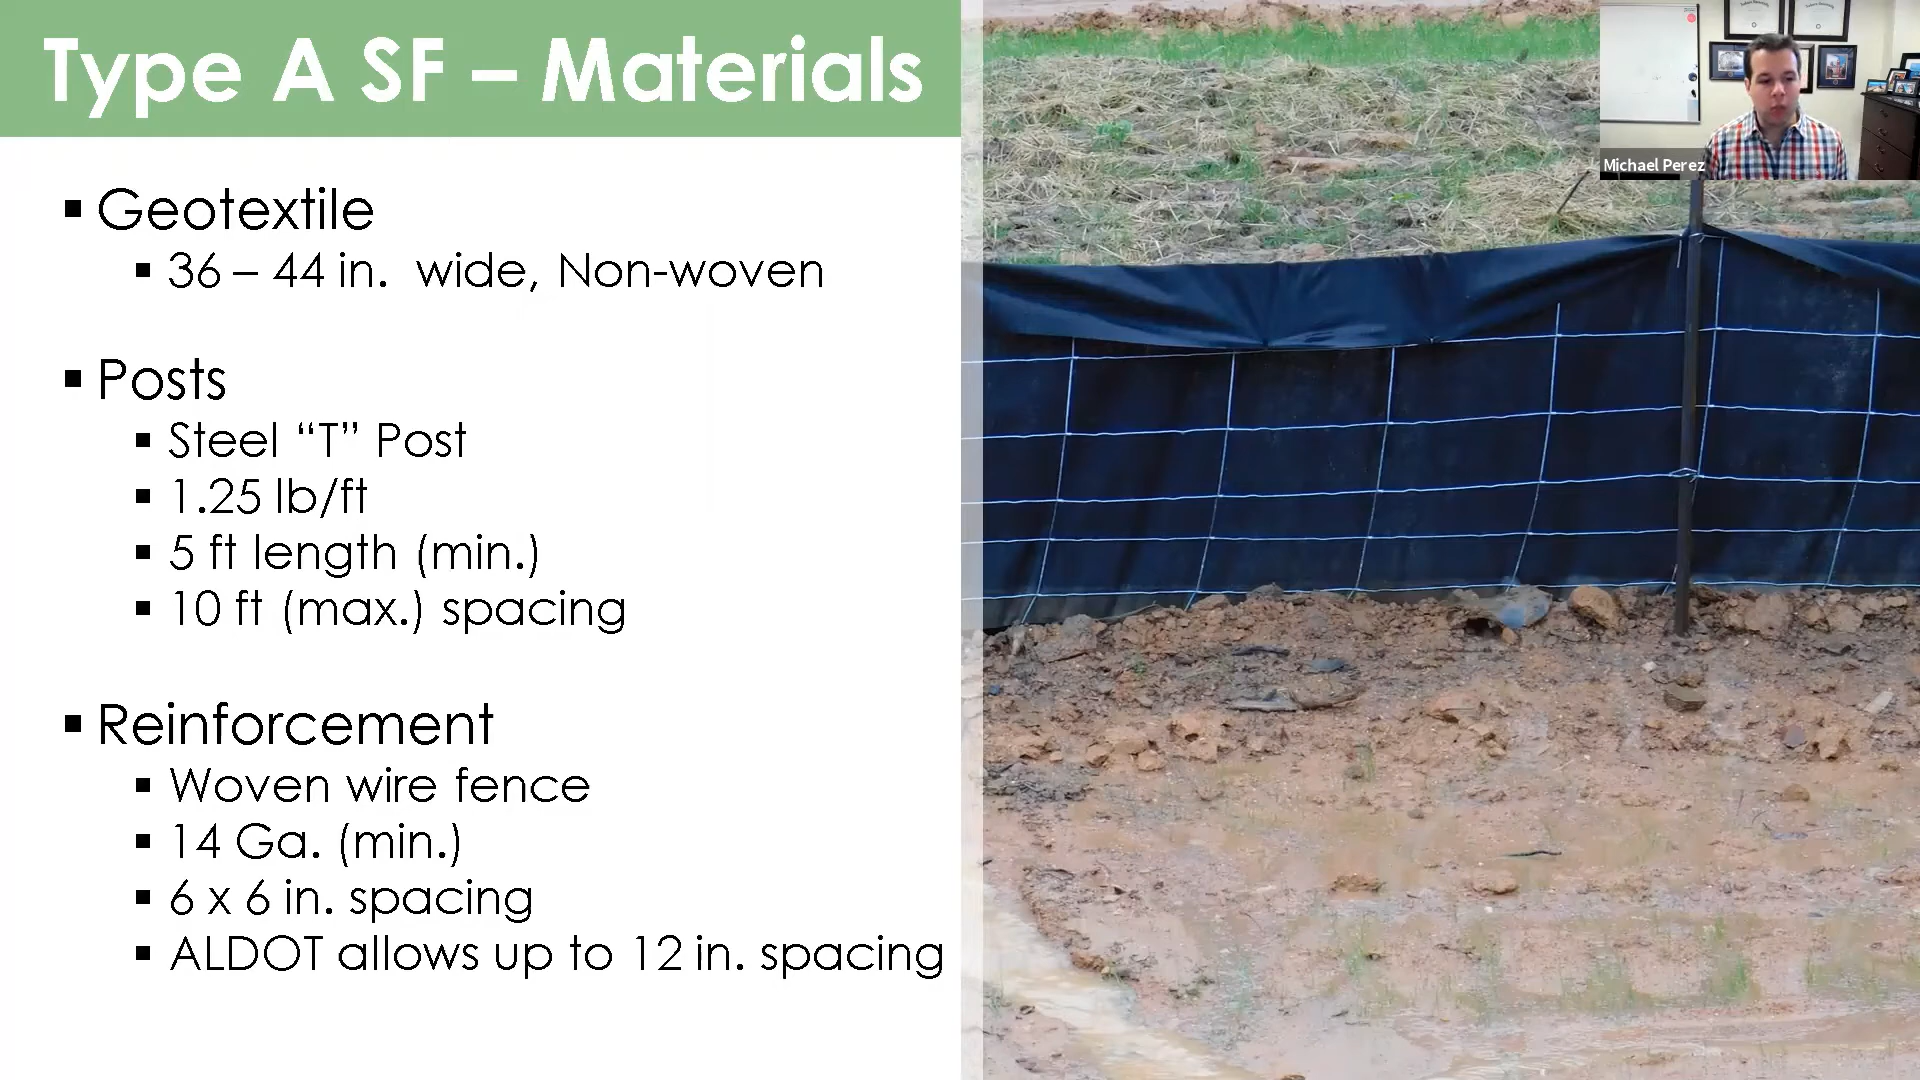 Type A SF – Materials
Michael Perez
▪ Geotextile
▪ 36 – 44 in.  wide, Non-woven
▪ Posts
▪ Steel “T” Post
▪ 1.25 lb/ft
▪ 5 ft length (min.)
▪ 10 ft (max.) spacing
▪ Reinforcement
▪ Woven wire fence
▪ 14 Ga. (min.)
▪ 6 x 6 in. spacing
▪ ALDOT allows up to 12 in. spacing